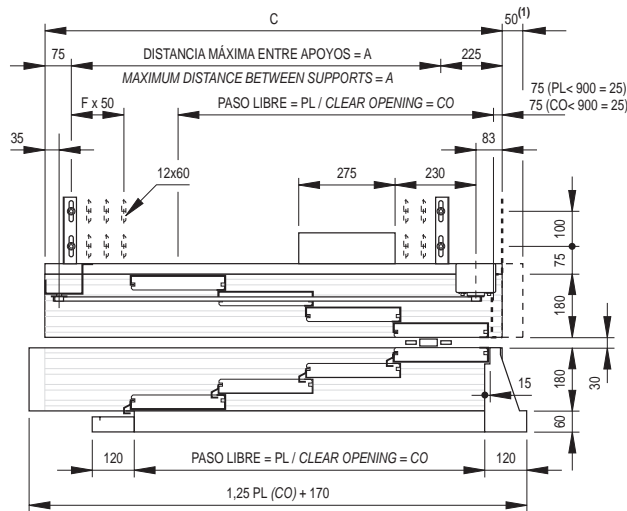 C
50(1)
75
DISTANCIA MÁXIMA ENTRE APOYOS = A
225
MAXIMUM DISTANCE BETWEEN SUPPORTS = A
75 (PL< 900 = 25)
75 (CO< 900 = 25)
F x 50
PASO LIBRE = PL / CLEAR OPENING = CO
35
83
12x60
275
230
100
75
180
30
180
15
60
120
PASO LIBRE = PL / CLEAR OPENING = CO
120
1,25 PL (CO) + 170